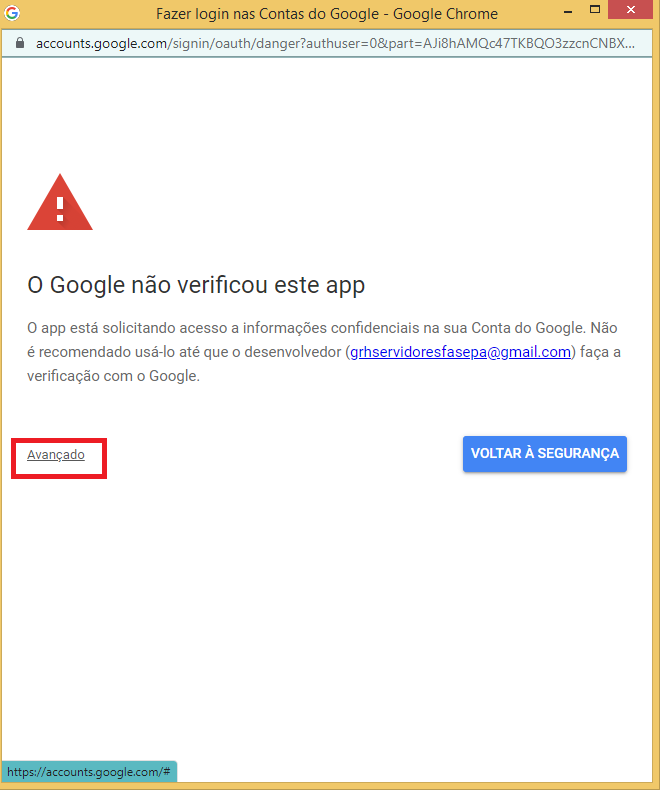 Fazer login nas Contas do Google - Google Chrome
accounts.google.com/signin/oauth/danger?authuser=0&part=AJi8hAMQc47TKBQO3zzcnCNBX...
O Google não verificou este app
O app está solicitando acesso a informações confidenciais na sua Conta do Google. Não
é recomendado usá-lo até que o desenvolvedor (grhservidoresfasepa@gmail.com) faça a
verificação com o Google.
Avançado
VOLTAR À SEGURANÇA
https://accounts.google.com/#